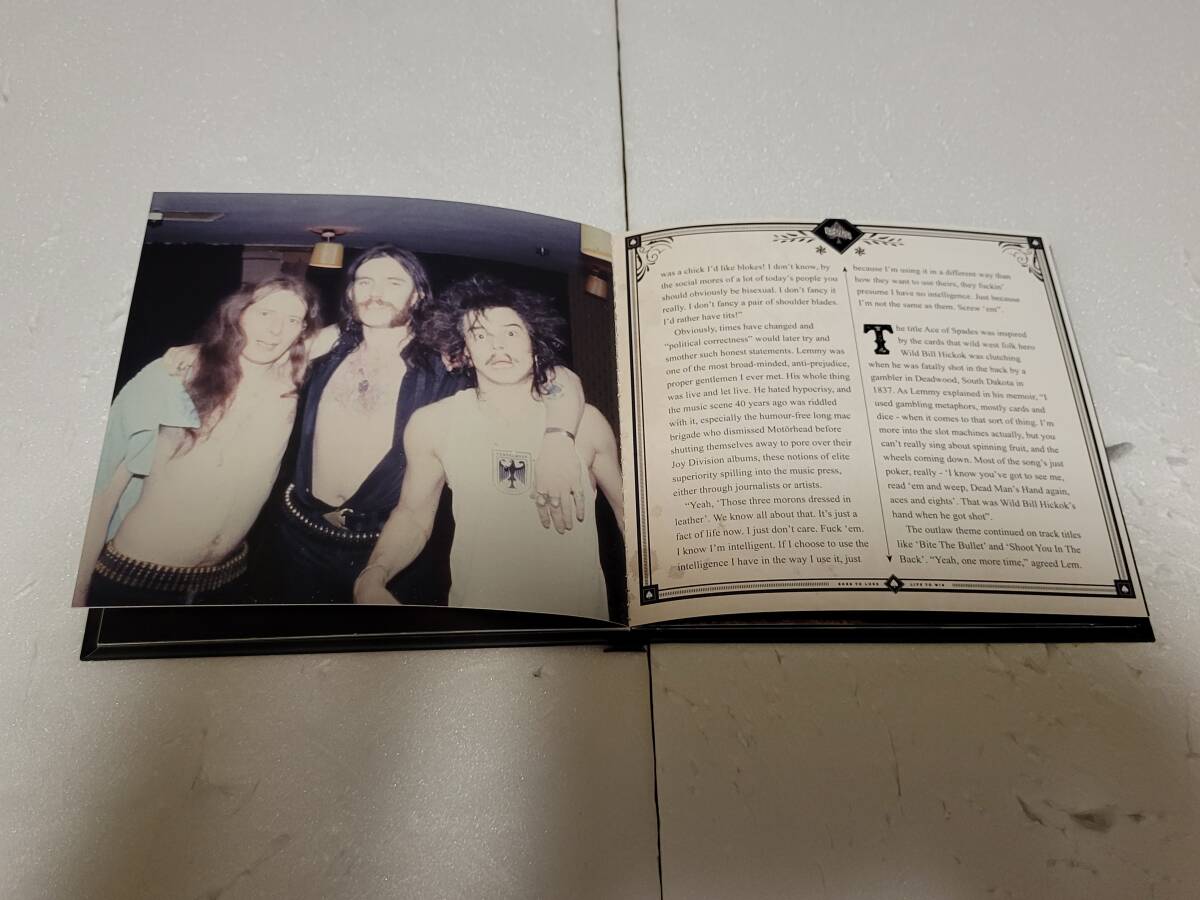 was a chick I'd like blokes! I don't know, by
the social mores of a lot of today's people you
should obviously be bisexual. I don't fancy it
really. I don't fancy a pair of shoulder blades.
I'd rather have tits!"
Obviously, times have changed and
"political correctness" would later try and
smother such honest statements. Lemmy was
one of the most broad-minded, anti-prejudice,
proper gentlemen I ever met. His whole thing
was live and let live. He hated hypocrisy, and
the music scene 40 years ago was riddled
with it, especially the humour-free long mac
brigade who dismissed Motörhead before
shutting themselves away to pore over their
Joy Division albums, these notions of elite
superiority spilling into the music press,
either through journalists or artists.
"Yeah, 'Those three morons dressed in
leather'. We know all about that. It's just a
fact of life now. I just don't care. Fuck 'em.
I know I'm intelligent. If I choose to use the
intelligence I have in the way I use it, just
because I'm using it in a different way than
how they want to use theirs, they fuckin'
presume I have no intelligence. Just because
I'm not the same as them. Screw 'em".
The title Ace of Spades was inspired
by the cards that wild west folk hero
Wild Bill Hickok was clutching
when he was fatally shot in the back by a
gambler in Deadwood, South Dakota in
1837. As Lemmy explained in his memoir, "I
used gambling metaphors, mostly cards and
dice - when it comes to that sort of thing. I'm
more into the slot machines actually, but you
can't really sing about spinning fruit, and the
wheels coming down. Most of the song's just
poker, really - 'I know you've got to see me,
read 'em and weep, Dead Man's Hand again,
aces and eights'. That was Wild Bill Hickok's
hand when he got shot".
The outlaw theme continued on track titles
like 'Bite The Bullet' and 'Shoot You In The
Back'. "Yeah, one more time," agreed Lem.
BORN TO LOSE LIVE TO WIN